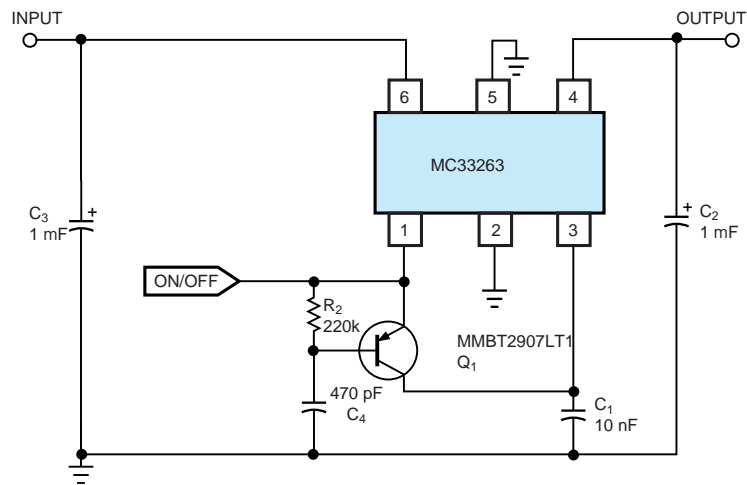 INPUT
OUTPUT
6
5
4
MC33263
C3
1 mF
+
1
2
3
+
C2
1 mF
ON/OFF
R2
220k
MMBT2907LT1
Q1
470 pF
C4
C1
10 nF